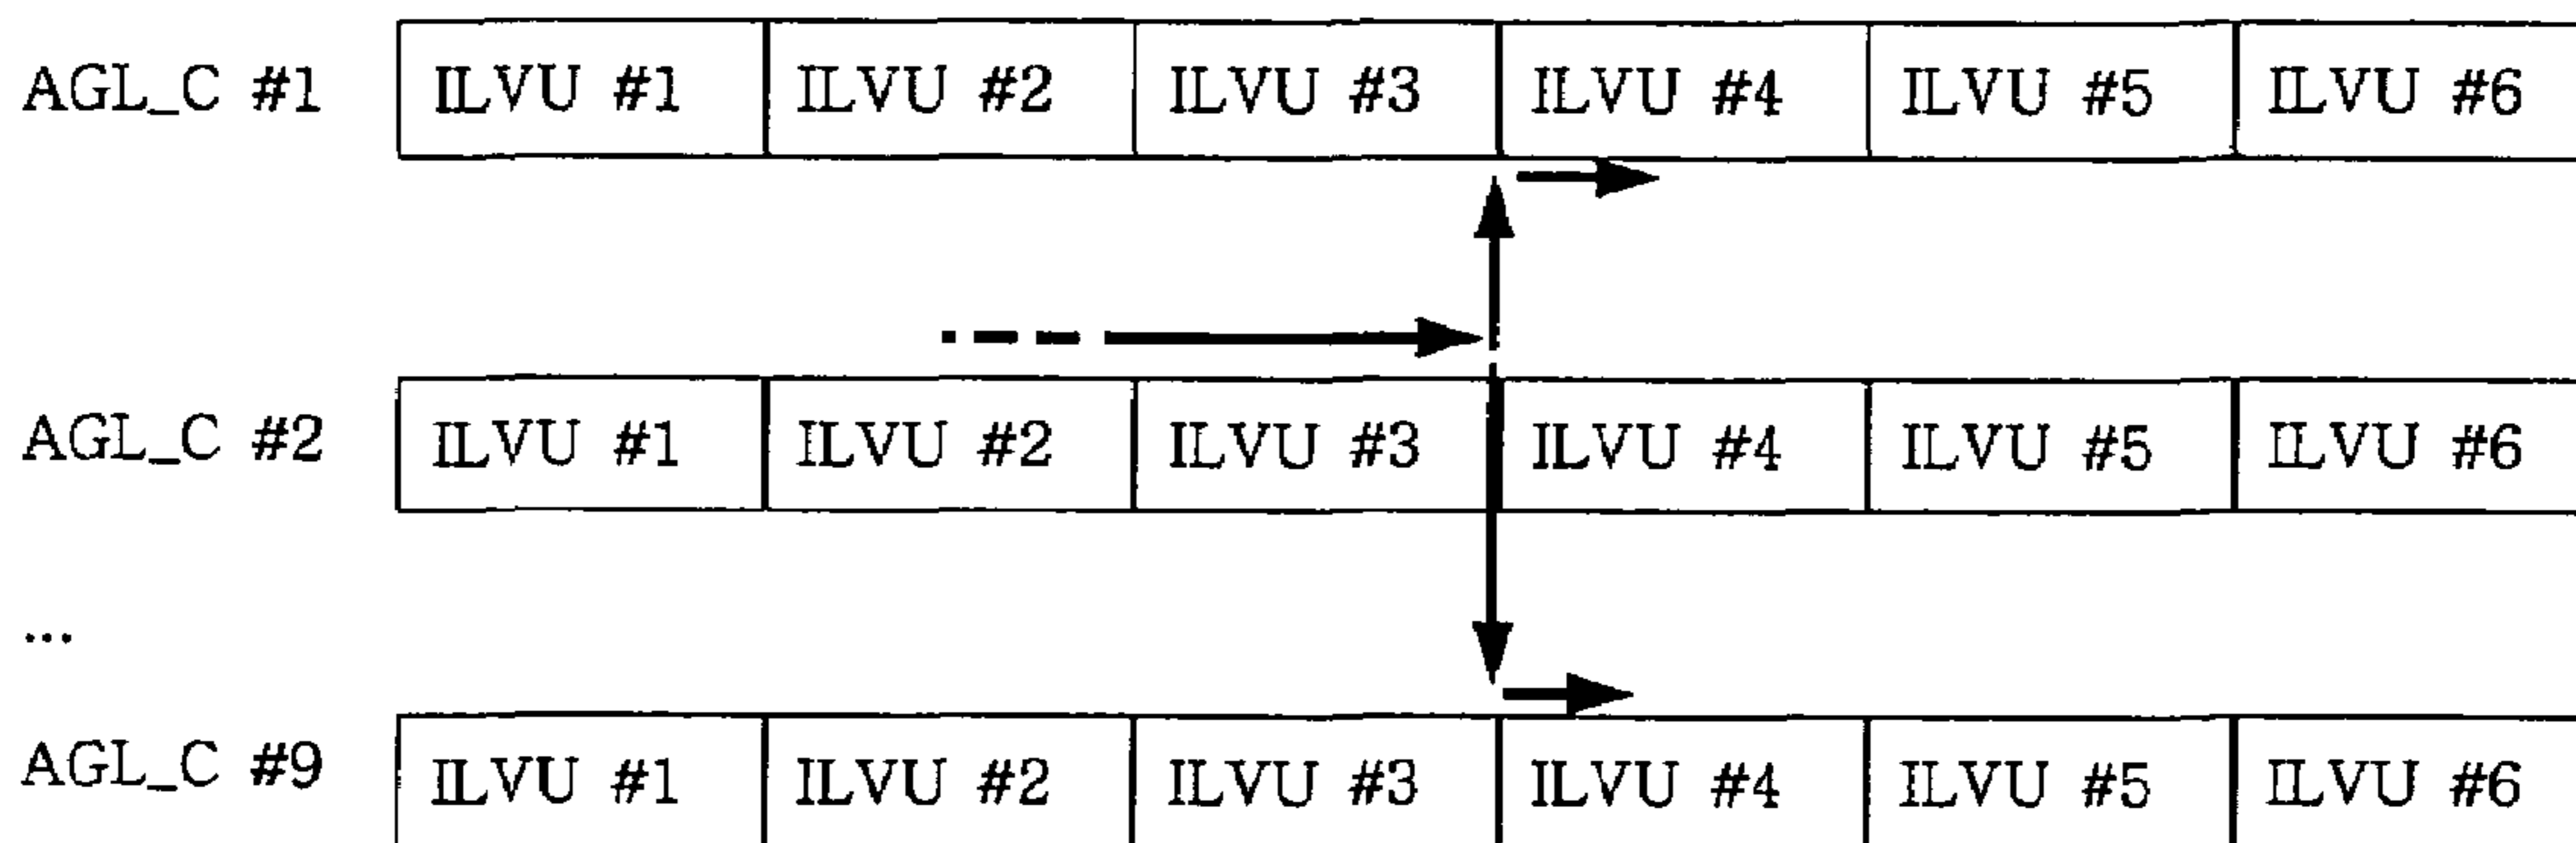 AGL_C #1 ILVU #1 ILVU #2 ILVU #3 ILVU #4 ILVU #5 ILVU #6
AGL_C #2 ILVU #1 ILVU #2 ILVU #3 ILVU #4 ILVU #5 ILVU #6
...
AGL_C #9 ILVU #1 ILVU #2 ILVU #3 ILVU #4 ILVU #5 ILVU #6